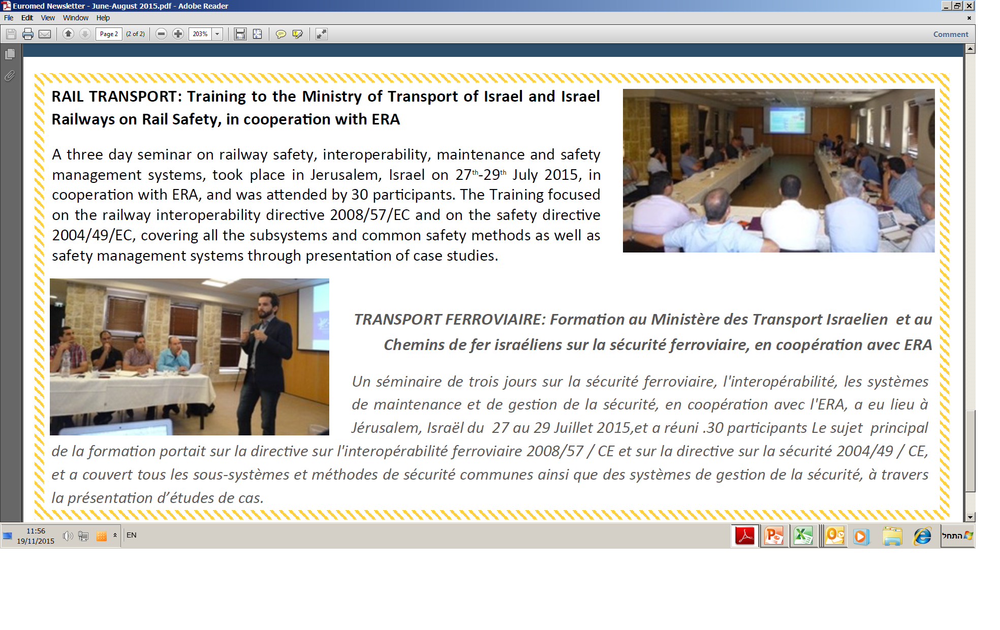 Euromed Newsletter - June-August 2015.pdf - Adobe Reader
File Edit View Window Help
Page 2 (2 of 2) 203% Comment
RAIL TRANSPORT: Training to the Ministry of Transport of Israel and Israel
Railways on Rail Safety, in cooperation with ERA
A three day seminar on railway safety, interoperability, maintenance and safety
management systems, took place in Jerusalem, Israel on 27th-29th July 2015, in
cooperation with ERA, and was attended by 30 participants. The Training focused
on the railway interoperability directive 2008/57/EC and on the safety directive
2004/49/EC, covering all the subsystems and common safety methods as well as
safety management systems through presentation of case studies.
TRANSPORT FERROVIAIRE: Formation au Ministère des Transport Israelien et au
Chemins de fer israéliens sur la sécurité ferroviaire, en coopération avec ERA
Un séminaire de trois jours sur la sécurité ferroviaire, l'interopérabilité, les systèmes
de maintenance et de gestion de la sécurité, en coopération avec l'ERA, a eu lieu à
Jérusalem, Israël du 27 au 29 Juillet 2015,et a réuni .30 participants Le sujet principal
de la formation portait sur la directive sur l'interopérabilité ferroviaire 2008/57 / CE et sur la directive sur la sécurité 2004/49 / CE,
et a couvert tous les sous-systèmes et méthodes de sécurité communes ainsi que des systèmes de gestion de la sécurité, à travers
la présentation d’études de cas.
11:56
19/11/2015
EN
התחל